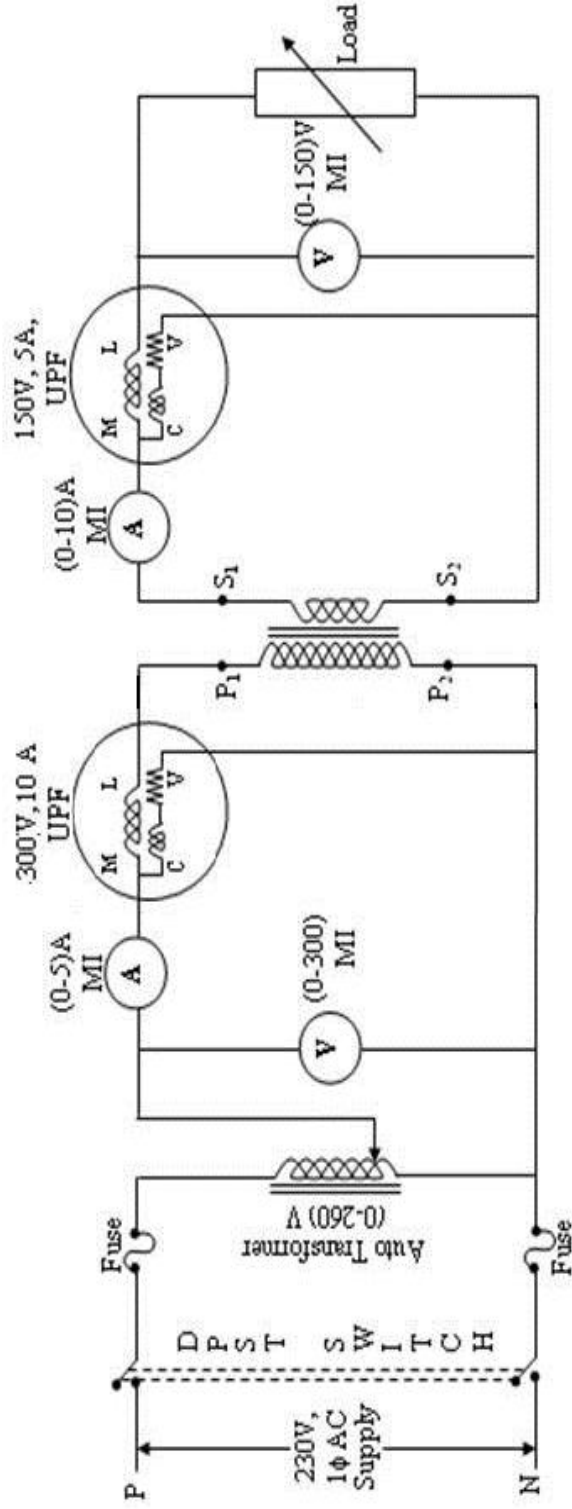 P
230V,
1ϕ AC
Supply
N
D
P
S
T
S
W
I
T
C
H
Fuse
Fuse
Auto Transformer
(0-260) V
(0-300)
MI
V
(0-5)A
MI
A
300V,10 A
UPF
M
L
C
V
P1
P2
S1
S2
(0-10)A
MI
A
150V, 5A,
UPF
M
L
C
V
(0-150)V
MI
V
Load